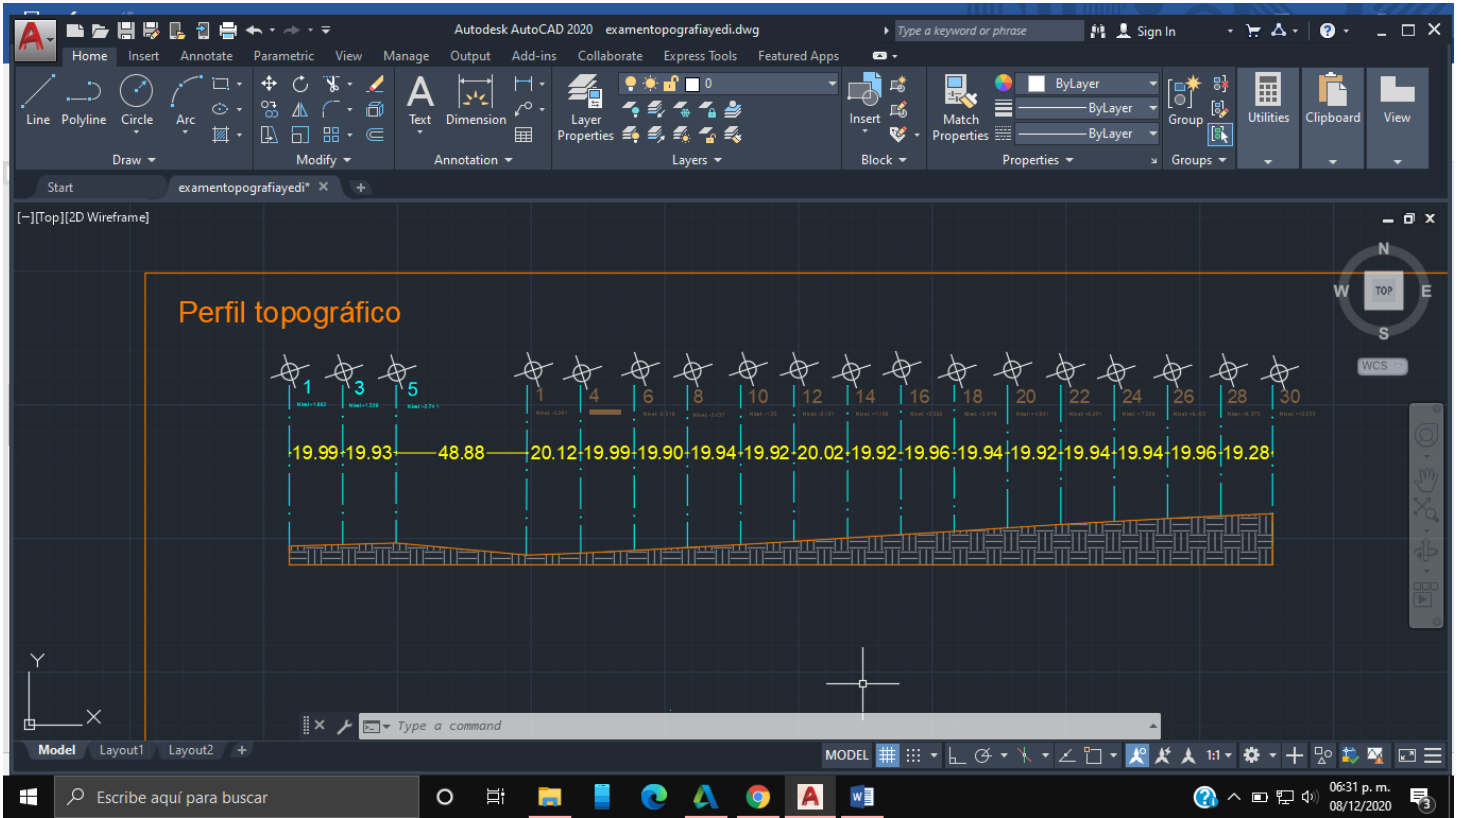 Autodesk AutoCAD 2020 examentopografiayedi.dwg
Type a keyword or phrase
Sign In
Home Insert Annotate Parametric View Manage Output Add-ins Collaborate Express Tools Featured Apps
0
ByLayer
ByLayer
ByLayer
Line Polyline Circle Arc
Text Dimension
Layer Properties
Insert
Match Properties
Group
Utilities
Clipboard
View
Draw Modify Annotation Layers Block Properties Groups
Start examentopografiayedi* +
[−][Top][2D Wireframe]
N
W TOP E
S
WCS
Perfil topográfico
1 3 5 1 4 6 8 10 12 14 16 18 20 22 24 26 28 30
19.99 19.93 48.88 20.12 19.99 19.90 19.94 19.92 20.02 19.92 19.96 19.94 19.92 19.94 19.94 19.96 19.28
Y
X
Type a command
Model Layout1 Layout2 +
MODEL 1:1
Escribe aquí para buscar
06:31 p. m.
08/12/2020
3